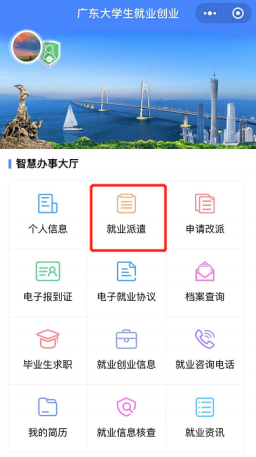 广东大学生就业创业
智慧办事大厅
个人信息
就业派遣
申请改派
电子报到证
电子就业协议
档案查询
毕业生求职
就业创业信息
就业咨询电话
我的简历
就业信息核查
就业资讯